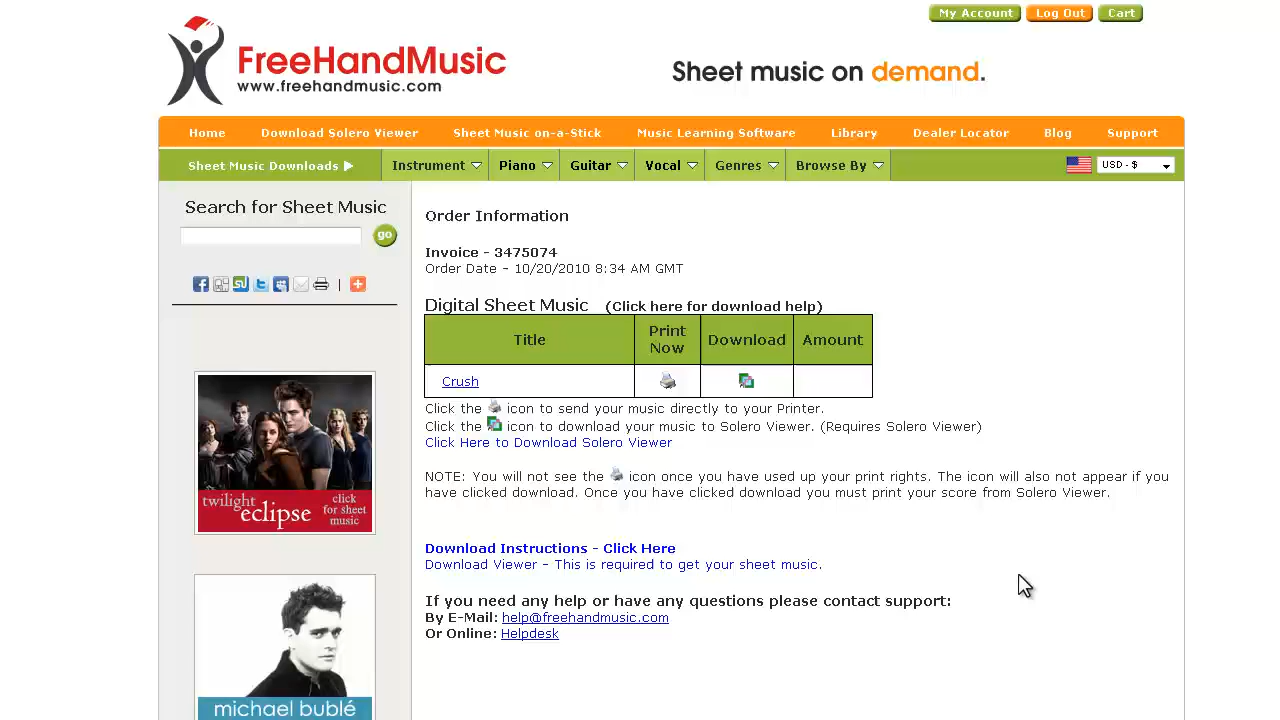 My Account Log Out Cart
FreeHandMusic
www.freehandmusic.com
Sheet music on demand.
Home Download Solero Viewer Sheet Music on-a-Stick Music Learning Software Library Dealer Locator Blog Support
Sheet Music Downloads Instrument Piano Guitar Vocal Genres Browse By USD - $
Search for Sheet Music
go
twilight eclipse
click for sheet music
michael bublé
Order Information
Invoice - 3475074
Order Date - 10/20/2010 8:34 AM GMT
Digital Sheet Music (Click here for download help)
Title Print Now Download Amount
Crush
Click the icon to send your music directly to your Printer.
Click the icon to download your music to Solero Viewer. (Requires Solero Viewer)
Click Here to Download Solero Viewer
NOTE: You will not see the icon once you have used up your print rights. The icon will also not appear if you
have clicked download. Once you have clicked download you must print your score from Solero Viewer.
Download Instructions - Click Here
Download Viewer - This is required to get your sheet music.
If you need any help or have any questions please contact support:
By E-Mail: help@freehandmusic.com
Or Online: Helpdesk